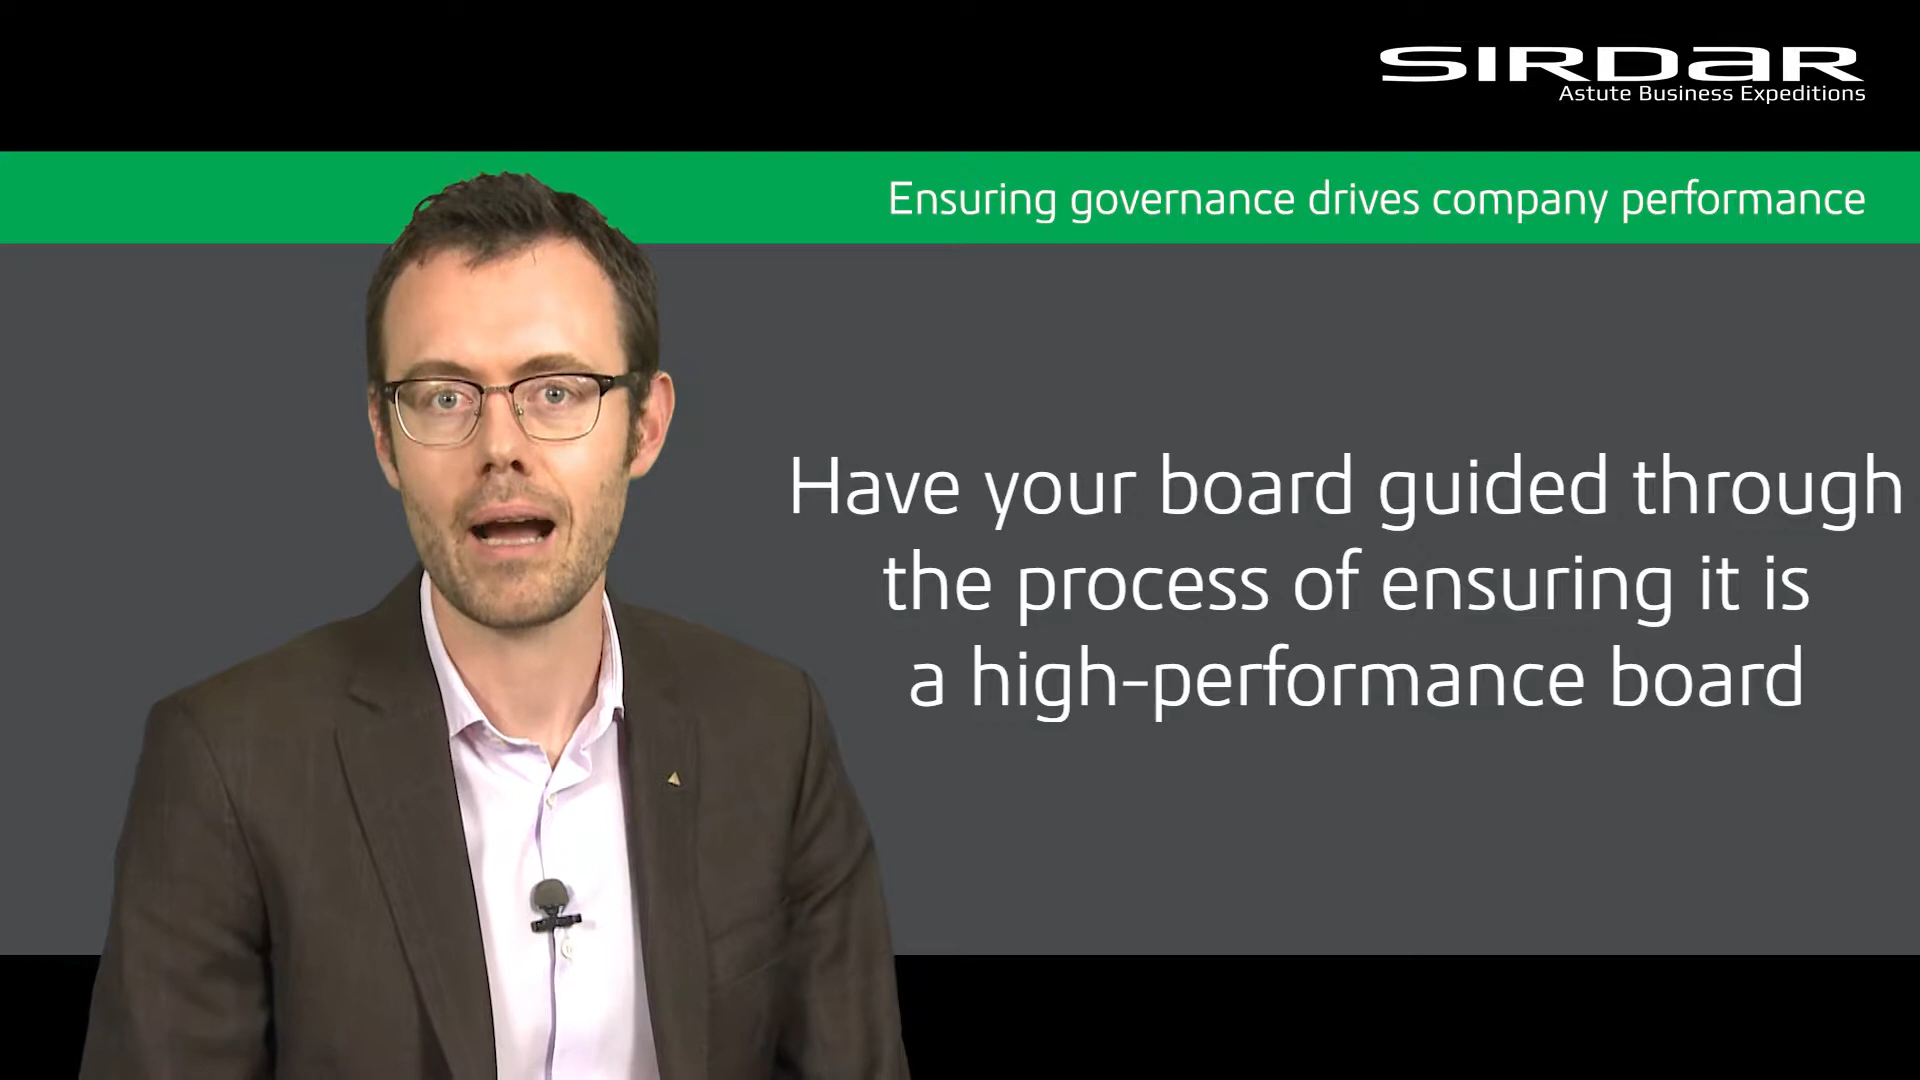 SIRDAR
Astute Business Expeditions
Ensuring governance drives company performance
Have your board guided through
the process of ensuring it is
a high-performance board